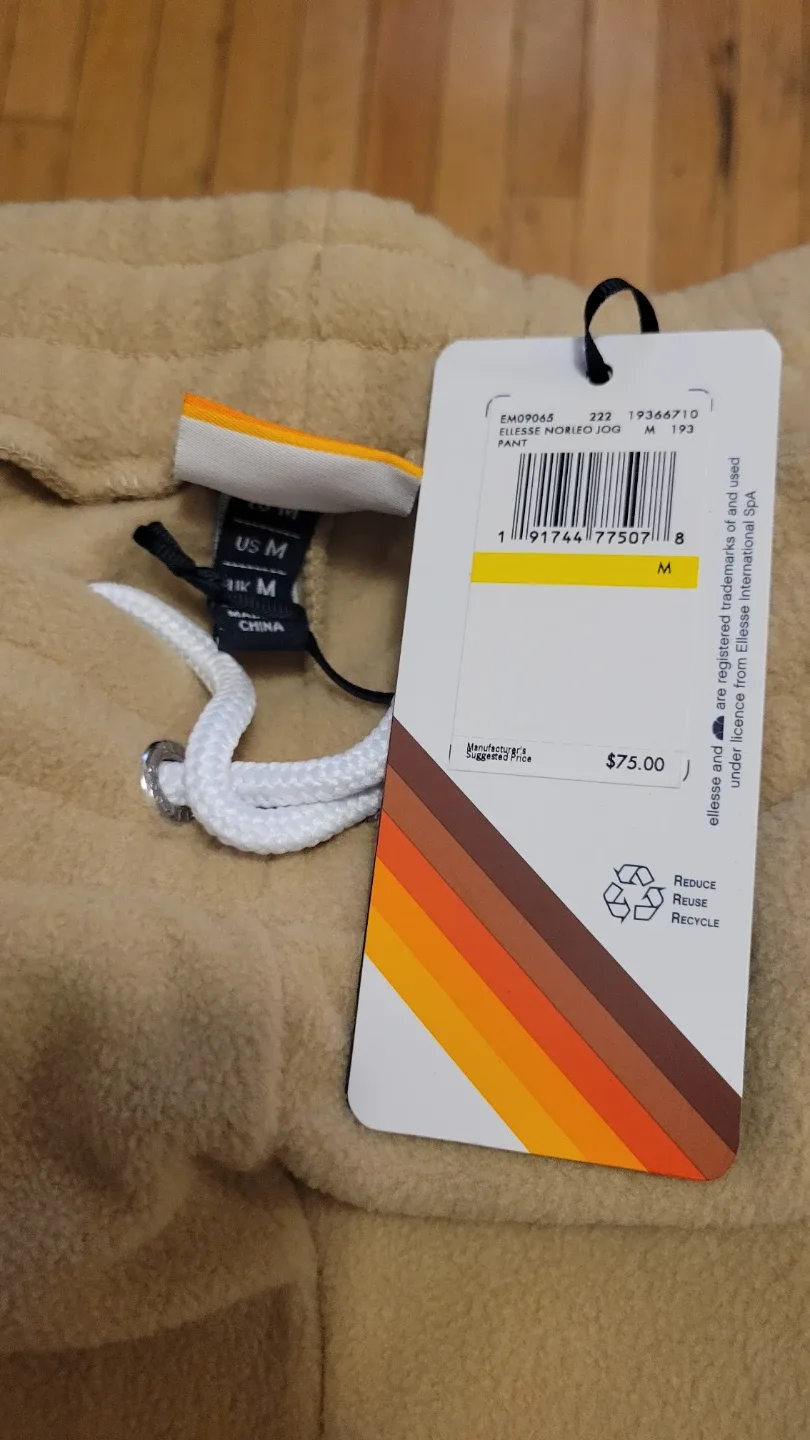 EM09065 222 19366710
ELLESSE NORLEO JOG M 193
PANT
1 91744 77507 8
M
Manufacturer's
Suggested Price $75.00
ellesse and are registered trademarks of and used
under licence from Ellesse International SpA
REDUCE
REUSE
RECYCLE
M
US M
UK M
CHINA